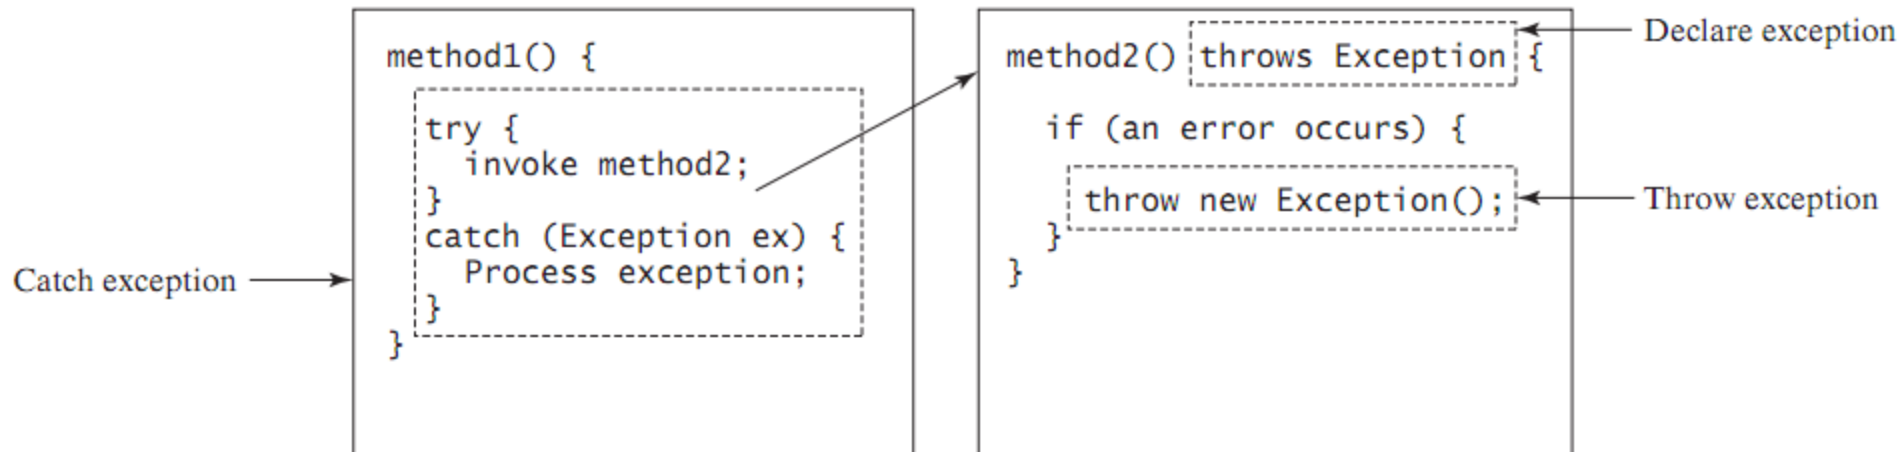 Catch exception
method1() {
try {
invoke method2;
}
catch (Exception ex) {
Process exception;
}
}
method2() throws Exception {
if (an error occurs) {
throw new Exception();
}
}
Declare exception
Throw exception